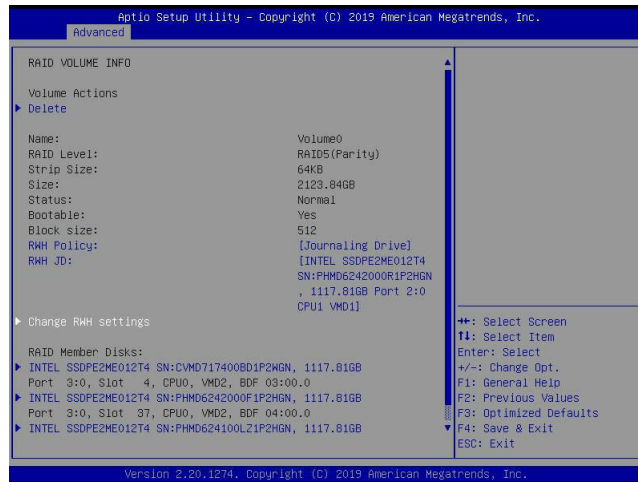 Aptio Setup Utility – Copyright (C) 2019 American Megatrends, Inc.
Advanced
RAID VOLUME INFO
Volume Actions
Delete
Name: Volume0
RAID Level: RAID5(Parity)
Strip Size: 64KB
Size: 2123.84GB
Status: Normal
Bootable: Yes
Block size: 512
RWH Policy: [Journaling Drive]
RWH JD: [INTEL SSDPE2ME012T4
SN:PHMD6242000R1P2HGN
, 1117.81GB Port 2:0
CPU1 VMD1]
Change RWH settings
RAID Member Disks:
INTEL SSDPE2ME012T4 SN:CVMD717400BD1P2WGN, 1117.81GB
Port 3:0, Slot 4, CPU0, VMD2, BDF 03:00.0
INTEL SSDPE2ME012T4 SN:PHMD6242000F1P2HGN, 1117.81GB
Port 3:0, Slot 37, CPU0, VMD2, BDF 04:00.0
INTEL SSDPE2ME012T4 SN:PHMD624100LZ1P2HGN, 1117.81GB
→←: Select Screen
↑↓: Select Item
Enter: Select
+/-: Change Opt.
F1: General Help
F2: Previous Values
F3: Optimized Defaults
F4: Save & Exit
ESC: Exit
Version 2.20.1274. Copyright (C) 2019 American Megatrends, Inc.